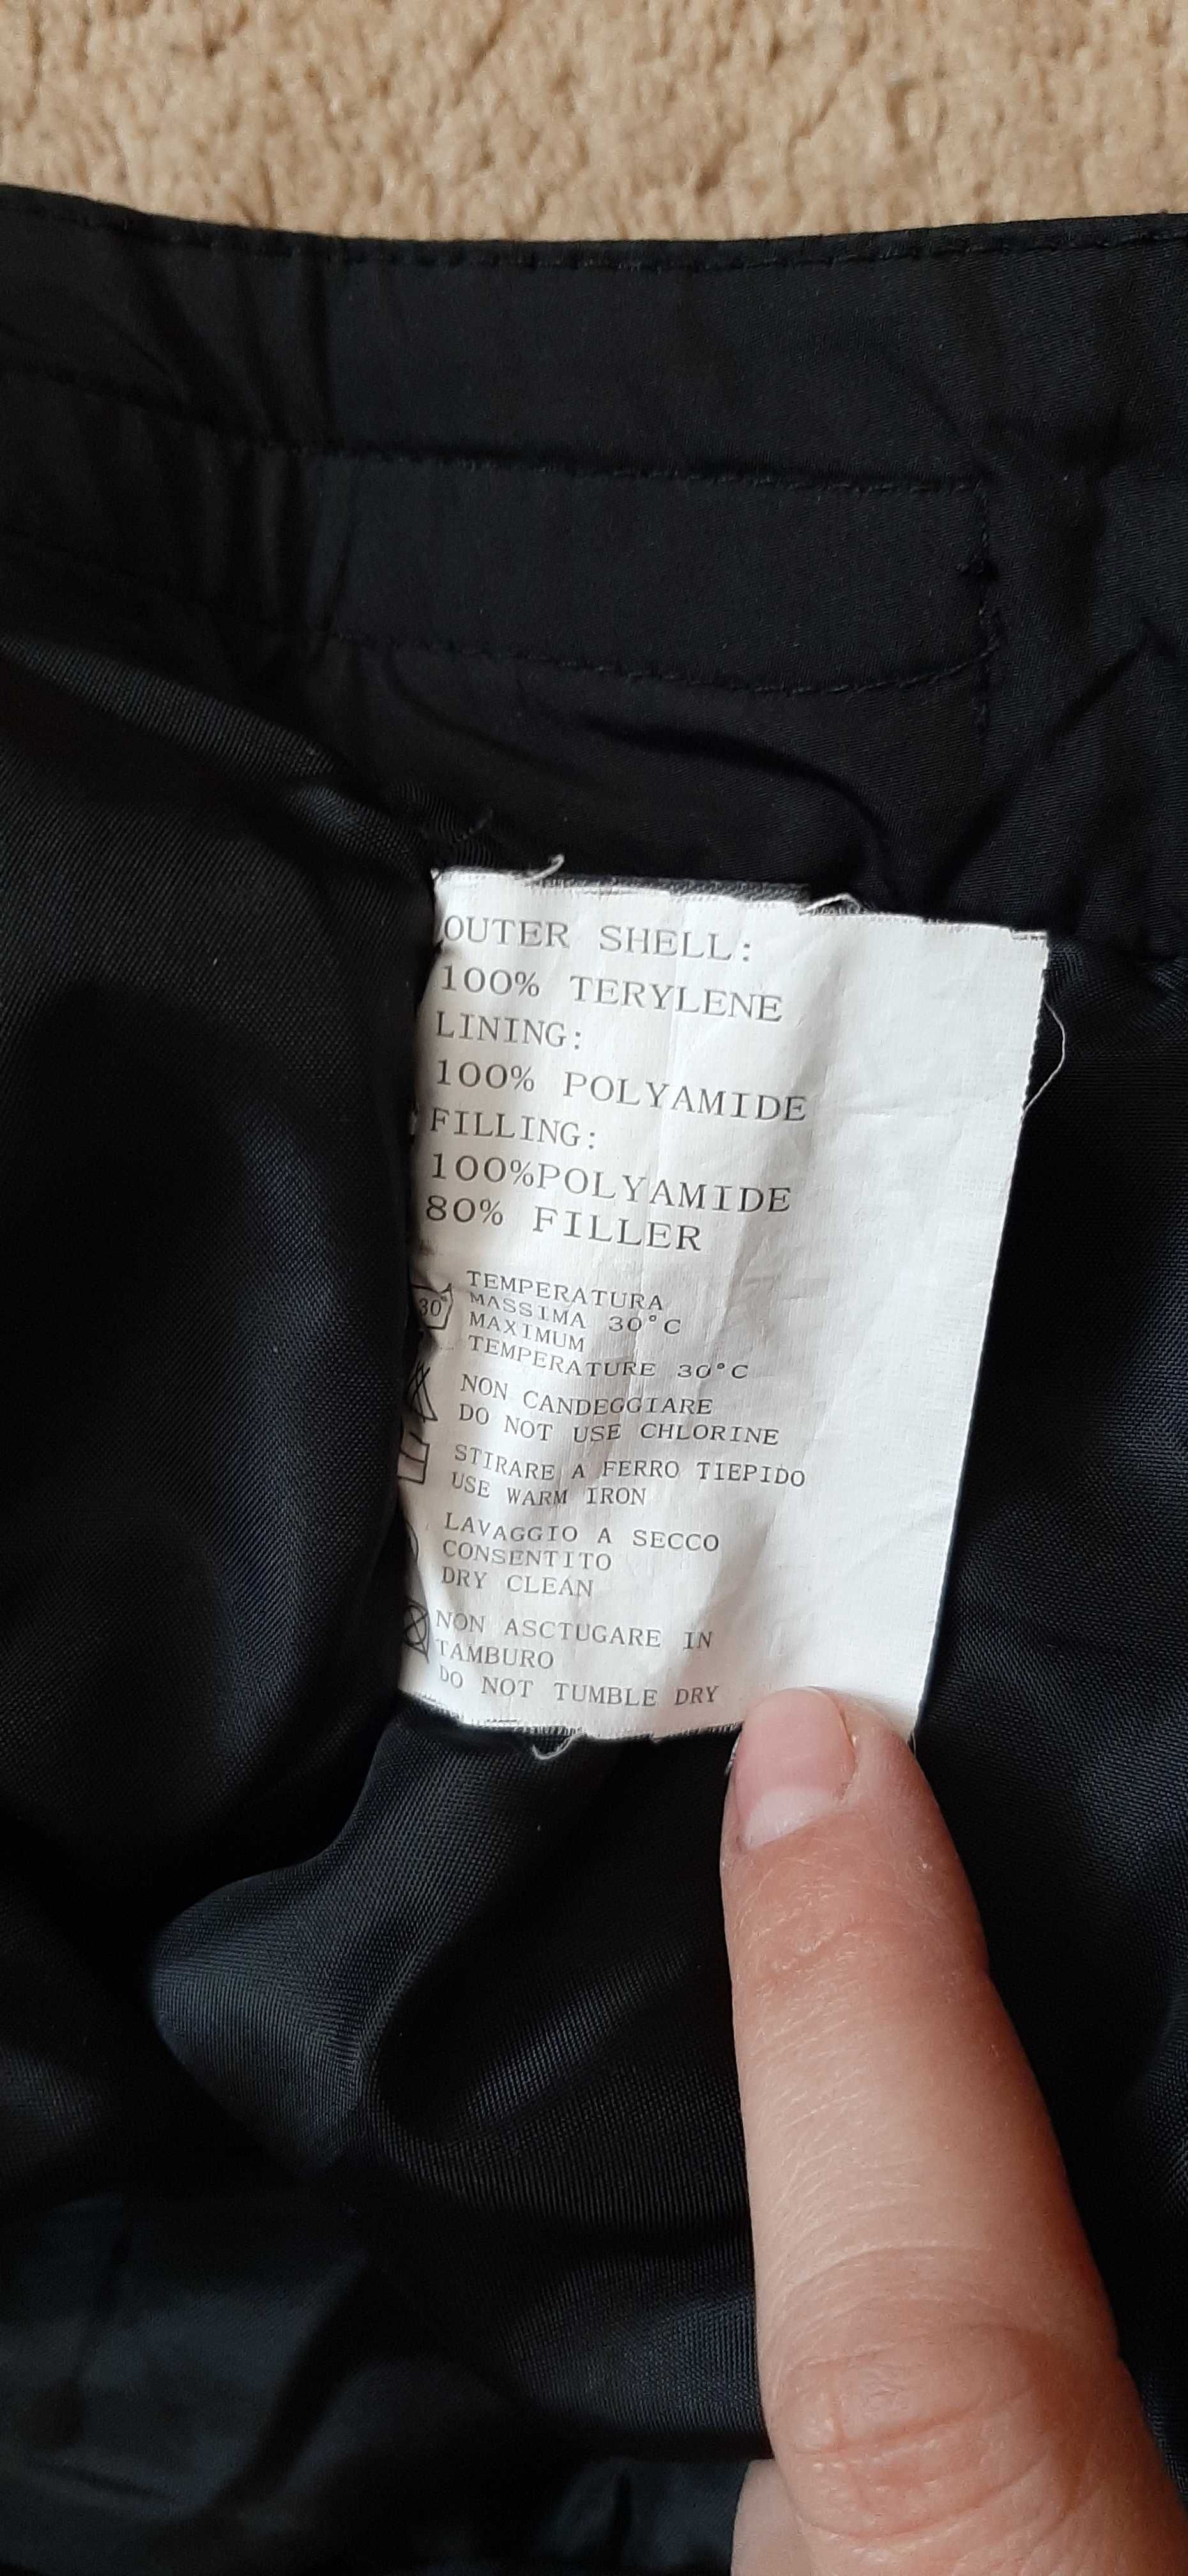 OUTER SHELL:
100% TERYLENE
LINING:
100% POLYAMIDE
FILLING:
100%POLYAMIDE
80% FILLER
30°
TEMPERATURA
MASSIMA 30°C
MAXIMUM
TEMPERATURE 30°C
NON CANDEGGIARE
DO NOT USE CHLORINE
STIRARE A FERRO TIEPIDO
USE WARM IRON
LAVAGGIO A SECCO
CONSENTITO
DRY CLEAN
NON ASCTUGARE IN
TAMBURO
DO NOT TUMBLE DRY